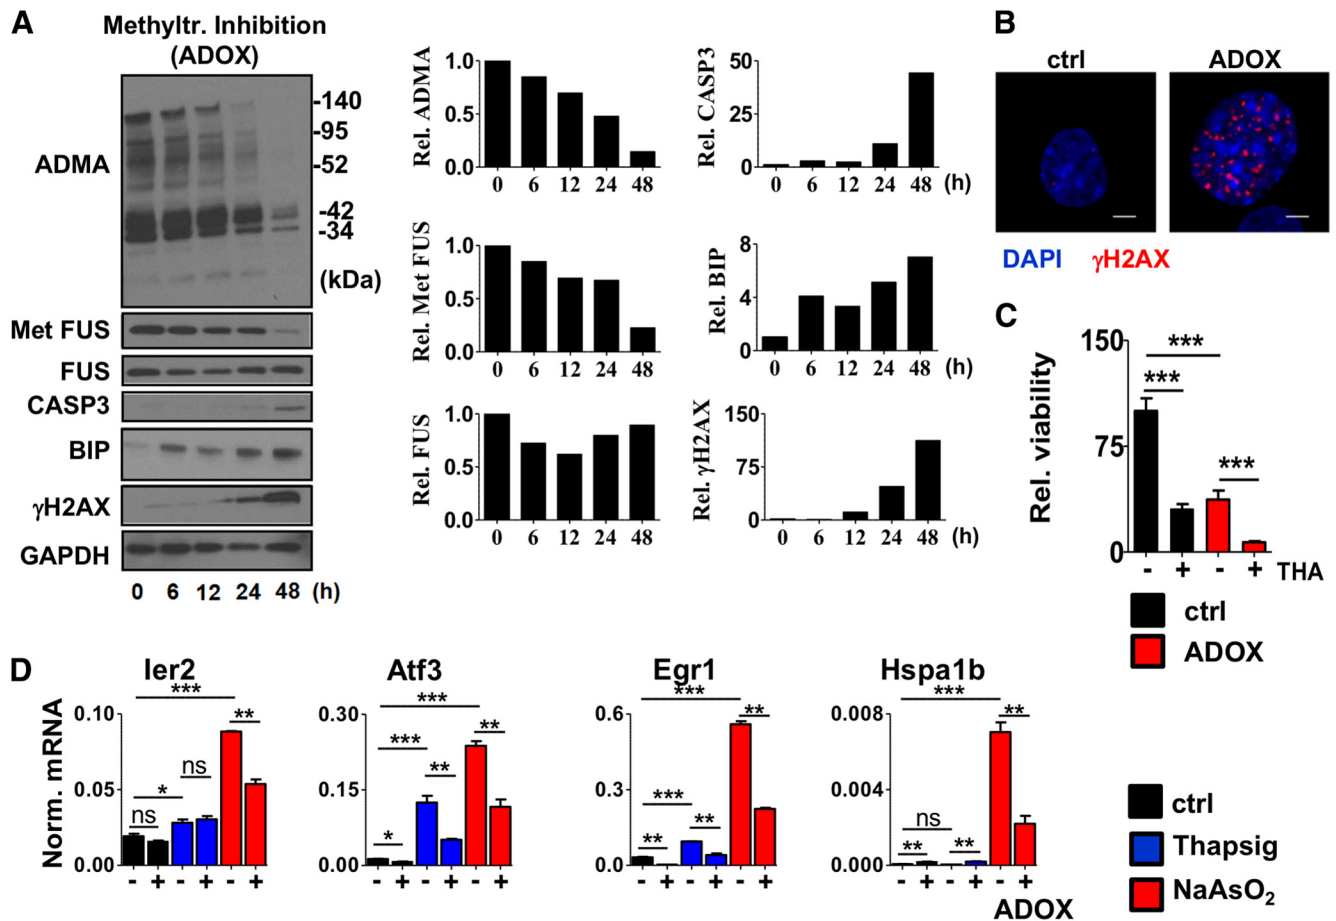 A
Methyltr. Inhibition
(ADOX)
ADMA
-140
-95
-52
-42
-34
(kDa)
Met FUS
FUS
CASP3
BIP
γH2AX
GAPDH
0 6 12 24 48 (h)
Rel. ADMA
1.0
0.5
0.0
0 6 12 24 48
Rel. CASP3
50
25
0
0 6 12 24 48 (h)
Rel. Met FUS
1.0
0.5
0.0
0 6 12 24 48
Rel. BIP
8
4
0
0 6 12 24 48 (h)
Rel. FUS
1.0
0.5
0.0
0 6 12 24 48
Rel. γH2AX
150
75
0
0 6 12 24 48 (h)
B
ctrl ADOX
DAPI γH2AX
C
Rel. viability
150
75
0
***
***
***
- + - + THA
ctrl
ADOX
D
Norm. mRNA
Ier2
0.10
0.05
0.00
***
**
ns
*
ns
- + - + - +
Atf3
0.30
0.15
0.00
***
**
***
**
*
- + - + - +
Egr1
0.6
0.3
0.0
***
**
***
**
**
- + - + - +
Hspa1b
0.008
0.004
0.000
***
**
ns
**
**
- + - + - +
ADOX
ctrl
Thapsig
NaAsO₂